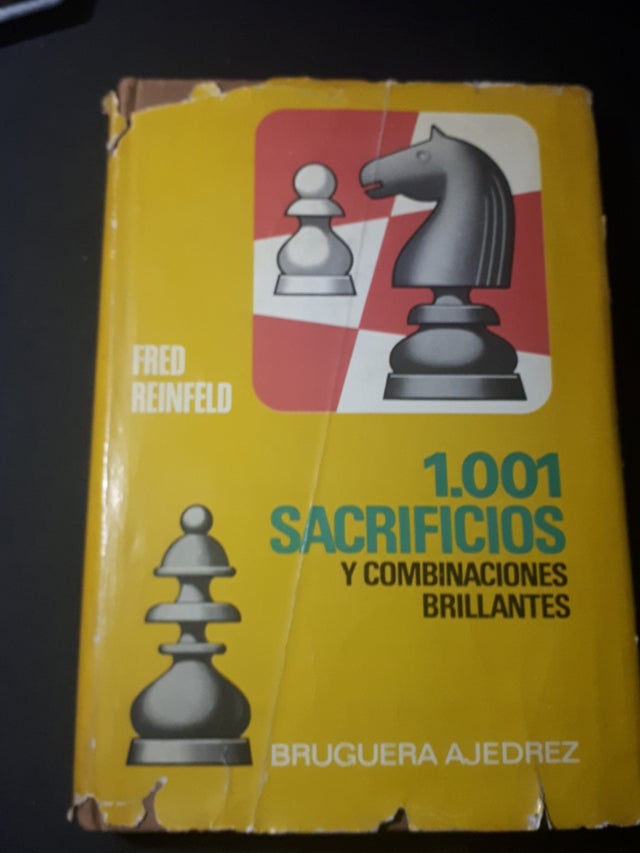 FRED
REINFELD
1.001
SACRIFICIOS
Y COMBINACIONES
BRILLANTES
BRUGUERA AJEDREZ